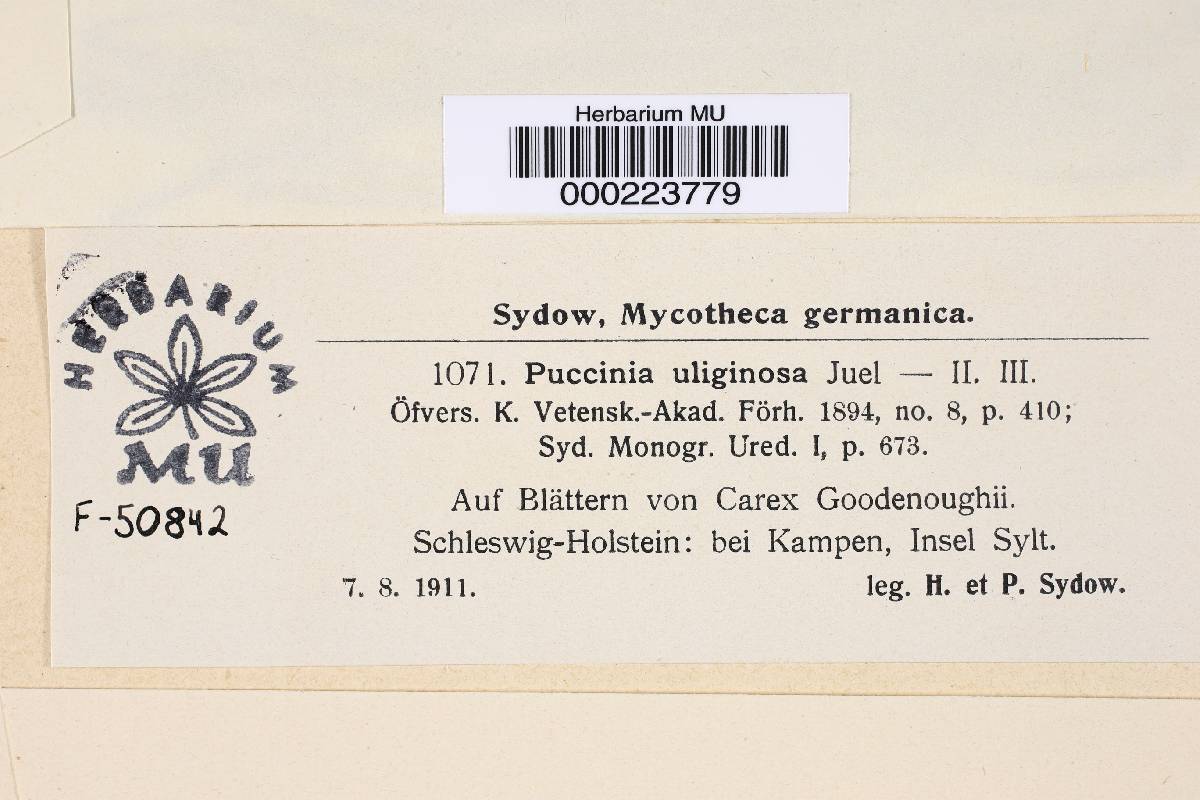 Herbarium MU
000223779
HERBARIUM
MU
F-50842
Sydow, Mycotheca germanica.
1071. Puccinia uliginosa Juel — II. III.
Öfvers. K. Vetensk.-Akad. Förh. 1894, no. 8, p. 410;
Syd. Monogr. Ured. I, p. 673.
Auf Blättern von Carex Goodenoughii.
Schleswig-Holstein: bei Kampen, Insel Sylt.
7. 8. 1911. leg. H. et P. Sydow.